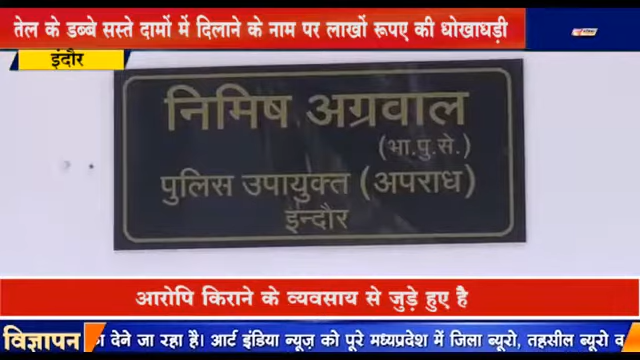 तेल के डब्बे सस्ते दामों में दिलाने के नाम पर लाखों रूपए की धोखाधड़ी
इंदौर
निमिष अग्रवाल
(भा.पु.से.)
पुलिस उपायुक्त (अपराध)
इन्दौर
आरोपि किराने के व्यवसाय से जुड़े हुए है
विज्ञापन देने जा रहा है। आर्ट इंडिया न्यूज़ को पूरे मध्यप्रदेश में जिला ब्यूरो, तहसील ब्यूरो